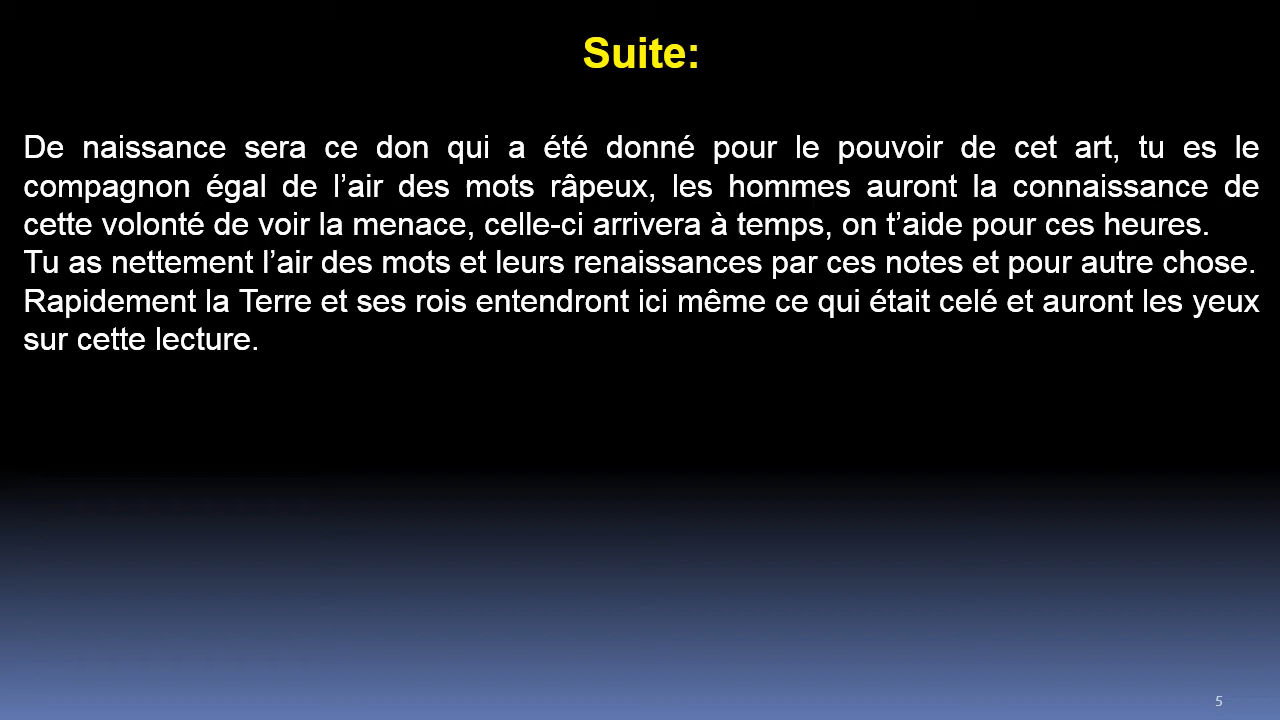 Suite:
De naissance sera ce don qui a été donné pour le pouvoir de cet art, tu es le
compagnon égal de l’air des mots râpeux, les hommes auront la connaissance de
cette volonté de voir la menace, celle-ci arrivera à temps, on t’aide pour ces heures.
Tu as nettement l’air des mots et leurs renaissances par ces notes et pour autre chose.
Rapidement la Terre et ses rois entendront ici même ce qui était celé et auront les yeux
sur cette lecture.
5